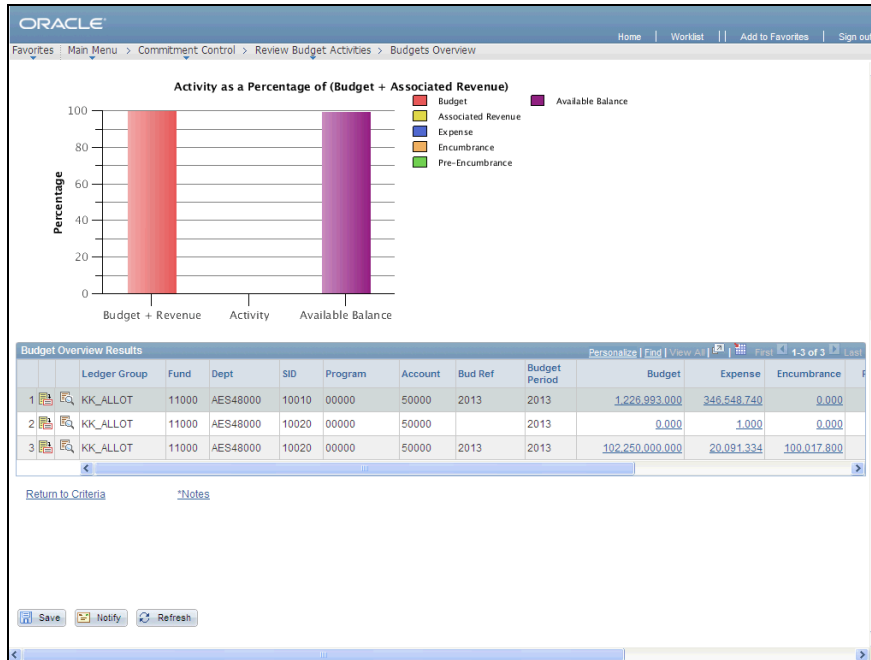 ORACLE
Home | Worklist || Add to Favorites | Sign out
Favorites | Main Menu > Commitment Control > Review Budget Activities > Budgets Overview
Activity as a Percentage of (Budget + Associated Revenue)
Budget
Available Balance
Associated Revenue
Expense
Encumbrance
Pre-Encumbrance
Percentage
100
80
60
40
20
0
Budget + Revenue Activity Available Balance
Budget Overview Results Personalize | Find | View All | First 1-3 of 3 Last
Ledger Group Fund Dept SID Program Account Bud Ref Budget Period Budget Expense Encumbrance
1 KK_ALLOT 11000 AES48000 10010 00000 50000 2013 2013 1,226,993.000 346,548.740 0.000
2 KK_ALLOT 11000 AES48000 10020 00000 50000 2013 0.000 1.000 0.000
3 KK_ALLOT 11000 AES48000 10020 00000 50000 2013 2013 102,250,000.000 20,091.334 100,017.800
Return to Criteria *Notes
Save Notify Refresh